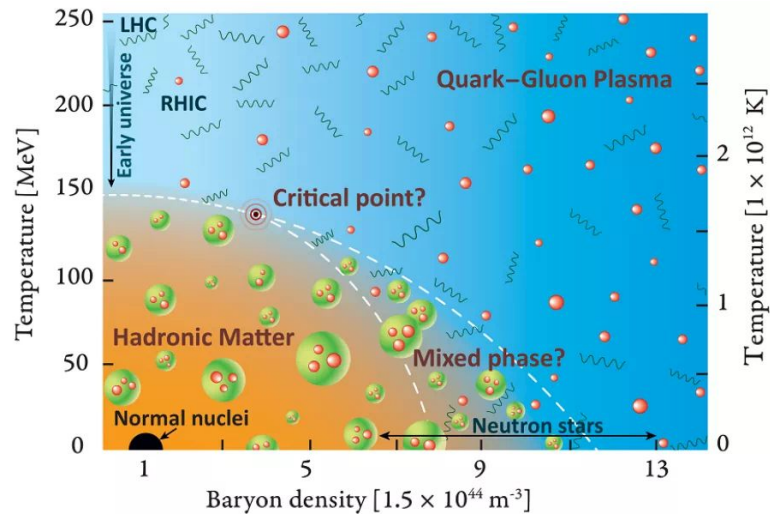 250
200
150
100
50
0
Temperature [MeV]
LHC
Early universe
RHIC
Quark–Gluon Plasma
Critical point?
Hadronic Matter
Mixed phase?
Normal nuclei
Neutron stars
2
1
0
Temperature [1 × 10¹² K]
1
5
9
13
Baryon density [1.5 × 10⁴⁴ m⁻³]